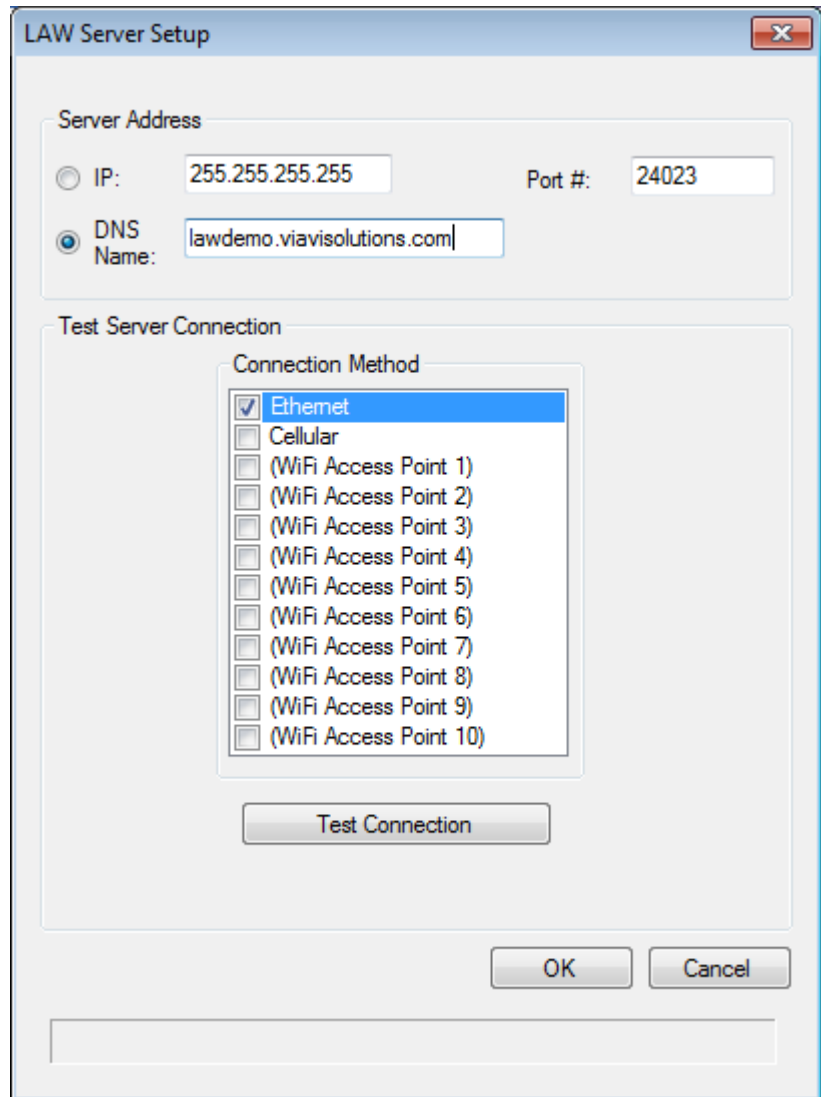 LAW Server Setup
Server Address
IP: 255.255.255.255 Port #: 24023
DNS
Name: lawdemo.viavisolutions.com
Test Server Connection
Connection Method
Ethernet
Cellular
(WiFi Access Point 1)
(WiFi Access Point 2)
(WiFi Access Point 3)
(WiFi Access Point 4)
(WiFi Access Point 5)
(WiFi Access Point 6)
(WiFi Access Point 7)
(WiFi Access Point 8)
(WiFi Access Point 9)
(WiFi Access Point 10)
Test Connection
OK Cancel